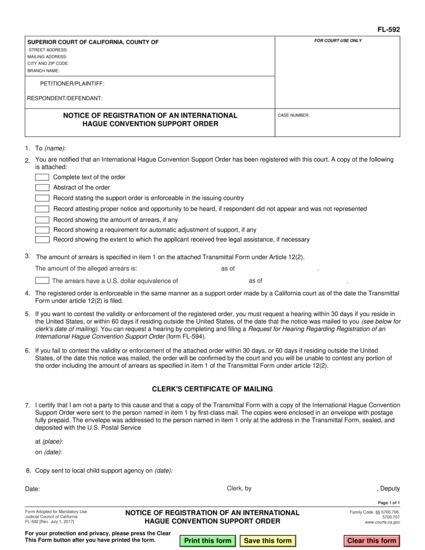 FL-592
SUPERIOR COURT OF CALIFORNIA, COUNTY OF
STREET ADDRESS:
MAILING ADDRESS:
CITY AND ZIP CODE:
BRANCH NAME:
FOR COURT USE ONLY
PETITIONER/PLAINTIFF:
RESPONDENT/DEFENDANT:
NOTICE OF REGISTRATION OF AN INTERNATIONAL
HAGUE CONVENTION SUPPORT ORDER
CASE NUMBER:
1. To (name):
2. You are notified that an International Hague Convention Support Order has been registered with this court. A copy of the following
is attached:
Complete text of the order
Abstract of the order
Record stating the support order is enforceable in the issuing country
Record attesting proper notice and opportunity to be heard, if respondent did not appear and was not represented
Record showing the amount of arrears, if any
Record showing a requirement for automatic adjustment of support, if any
Record showing the extent to which the applicant received free legal assistance, if necessary
3. The amount of arrears is specified in item 1 on the attached Transmittal Form under Article 12(2).
The amount of the alleged arrears is: as of .
The arrears have a U.S. dollar equivalence of as of .
4. The registered order is enforceable in the same manner as a support order made by a California court as of the date the Transmittal
Form under article 12(2) is filed.
5. If you want to contest the validity or enforcement of the registered order, you must request a hearing within 30 days if you reside in
the United States, or within 60 days if residing outside the United States, of the date that the notice was mailed to you (see below for
clerk's date of mailing). You can request a hearing by completing and filing a Request for Hearing Regarding Registration of an
International Hague Convention Support Order (form FL-594).
6. If you fail to contest the validity or enforcement of the attached order within 30 days, or 60 days if residing outside the United
States, of the date this notice was mailed, the order will be confirmed by the court and you will be unable to contest any portion of
the order including the amount of arrears as specified in item 1 of the Transmittal Form under article 12(2).
CLERK'S CERTIFICATE OF MAILING
7. I certify that I am not a party to this cause and that a copy of the Transmittal Form with a copy of the International Hague Convention
Support Order were sent to the person named in item 1 by first-class mail. The copies were enclosed in an envelope with postage
fully prepaid. The envelope was addressed to the person named in item 1 only at the address in the Transmittal Form, sealed, and
deposited with the U.S. Postal Service
at (place):
on (date):
8. Copy sent to local child support agency on (date):
Date: Clerk, by , Deputy
Page 1 of 1
Form Adopted for Mandatory Use
Judicial Council of California
FL-592 [Rev. July 1, 2017]
NOTICE OF REGISTRATION OF AN INTERNATIONAL
HAGUE CONVENTION SUPPORT ORDER
Family Code, §§ 5700.706,
5700.707
www.courts.ca.gov
For your protection and privacy, please press the Clear
This Form button after you have printed the form.
Print this form
Save this form
Clear this form